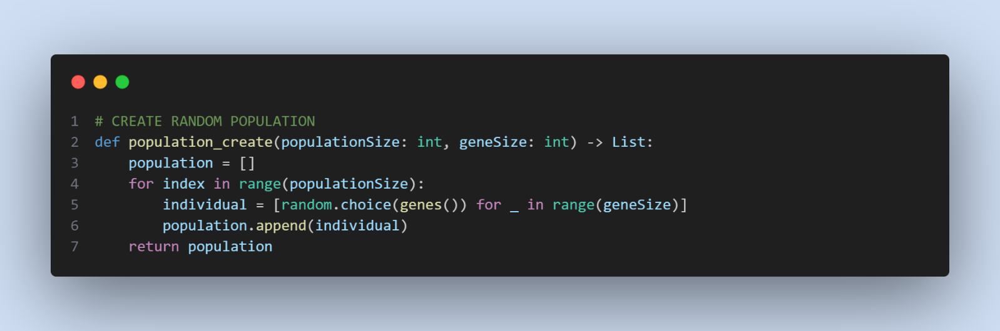 1 # CREATE RANDOM POPULATION
2 def population_create(populationSize: int, geneSize: int) -> List:
3     population = []
4     for index in range(populationSize):
5         individual = [random.choice(genes()) for _ in range(geneSize)]
6         population.append(individual)
7     return population